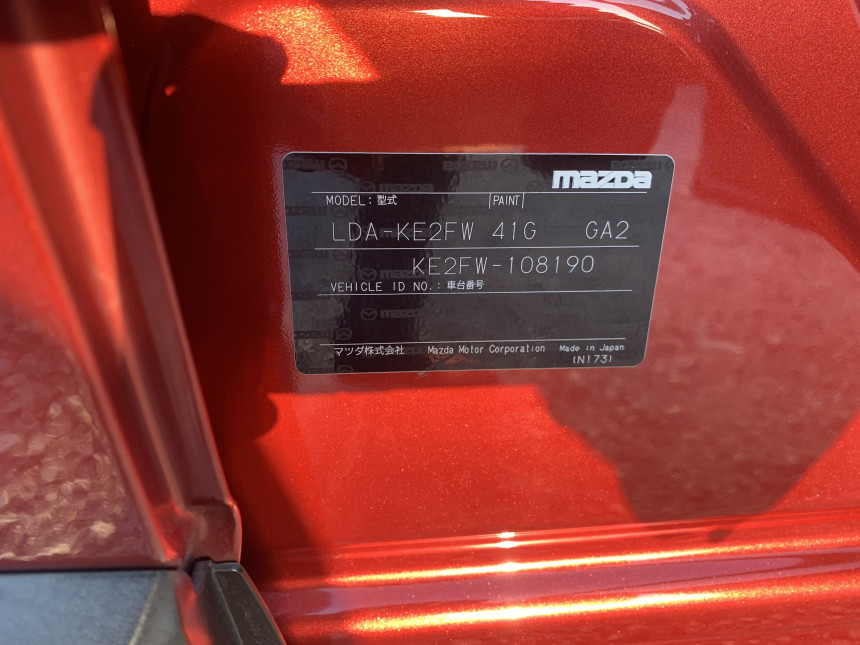 mazda
MODEL: 型式 PAINT
LDA-KE2FW 41G GA2
KE2FW-108190
VEHICLE ID NO.: 車台番号
マツダ株式会社 Mazda Motor Corporation Made in Japan
(N173)